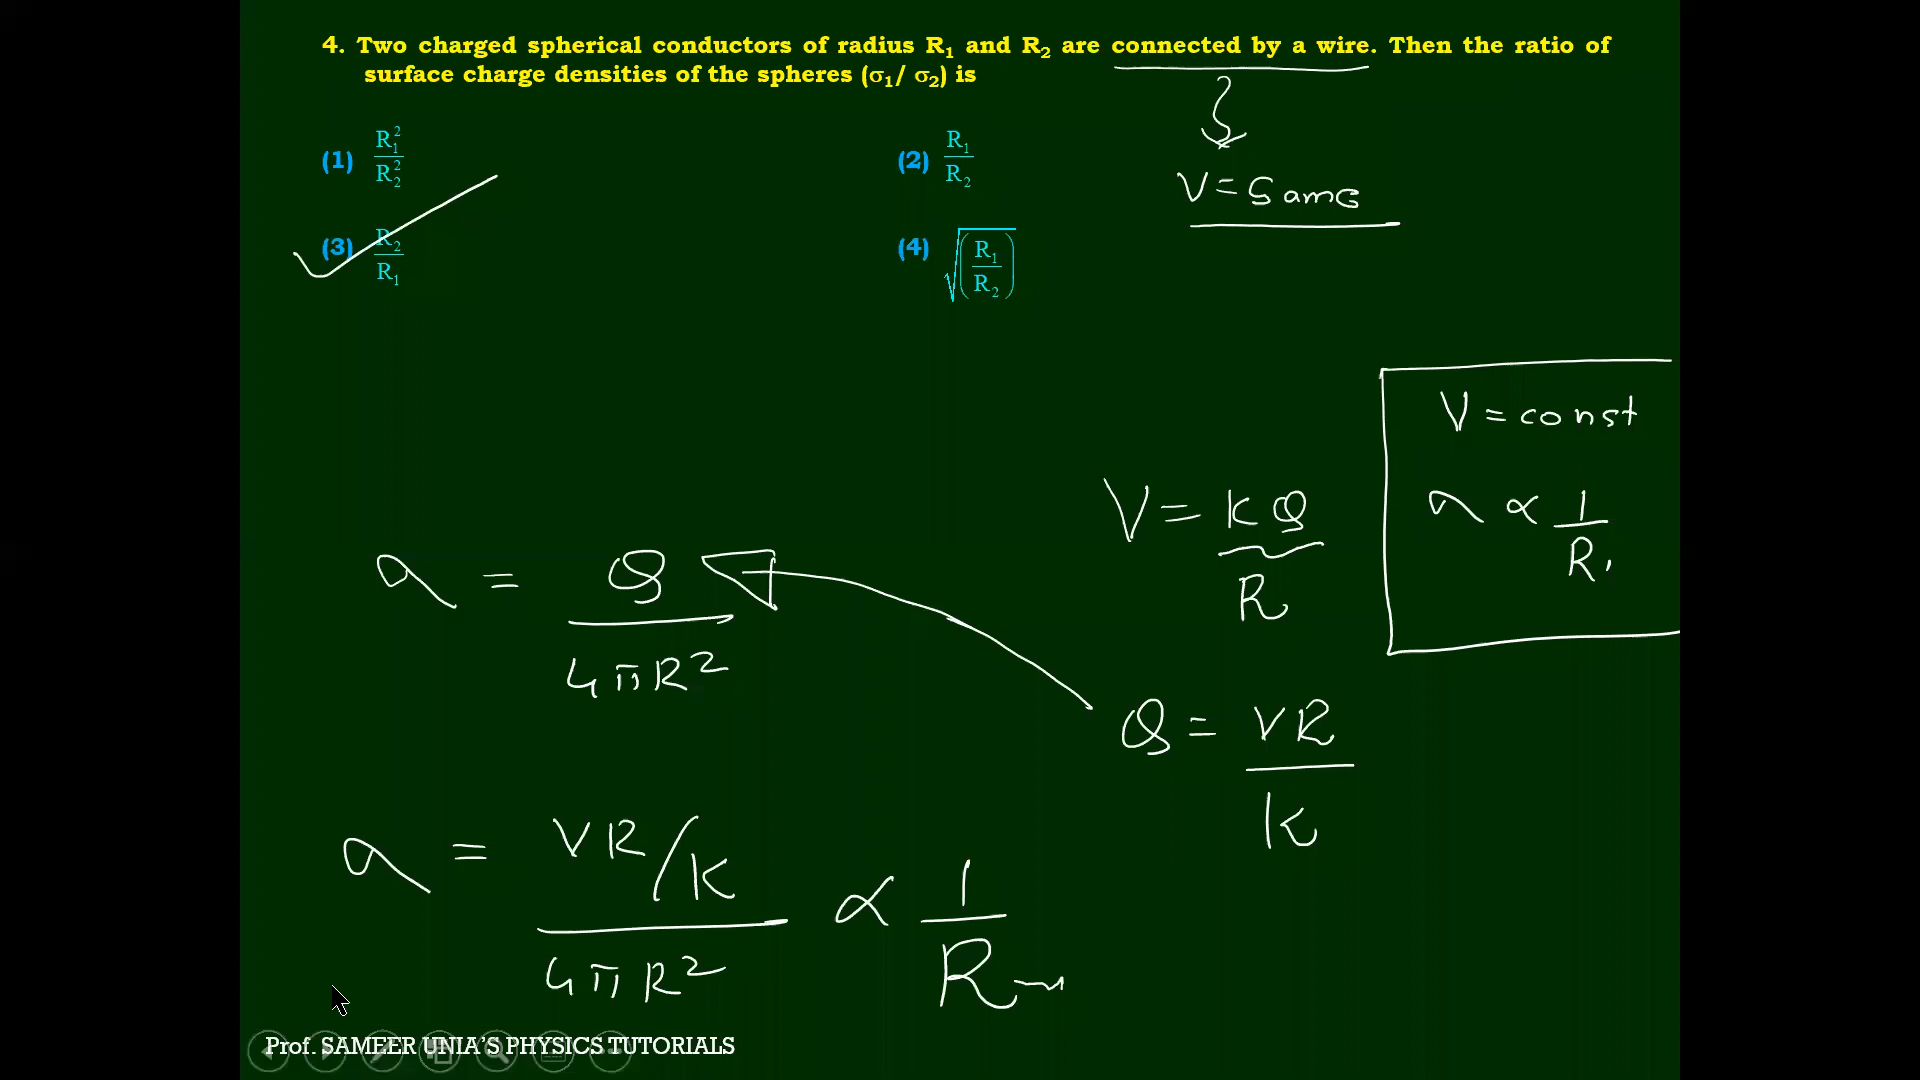 4. Two charged spherical conductors of radius R₁ and R₂ are connected by a wire. Then the ratio of
surface charge densities of the spheres (σ₁/ σ₂) is
(1) R₁²/R₂²
(2) R₁/R₂
(3) R₂/R₁
(4) √(R₁/R₂)
V = Same
V = const
σ ∝ 1/R
V = KQ/R
σ = Q/4πR²
Q = VR/K
σ = (VR/K)/4πR² ∝ 1/R
Prof. SAMEER UNIA'S PHYSICS TUTORIALS